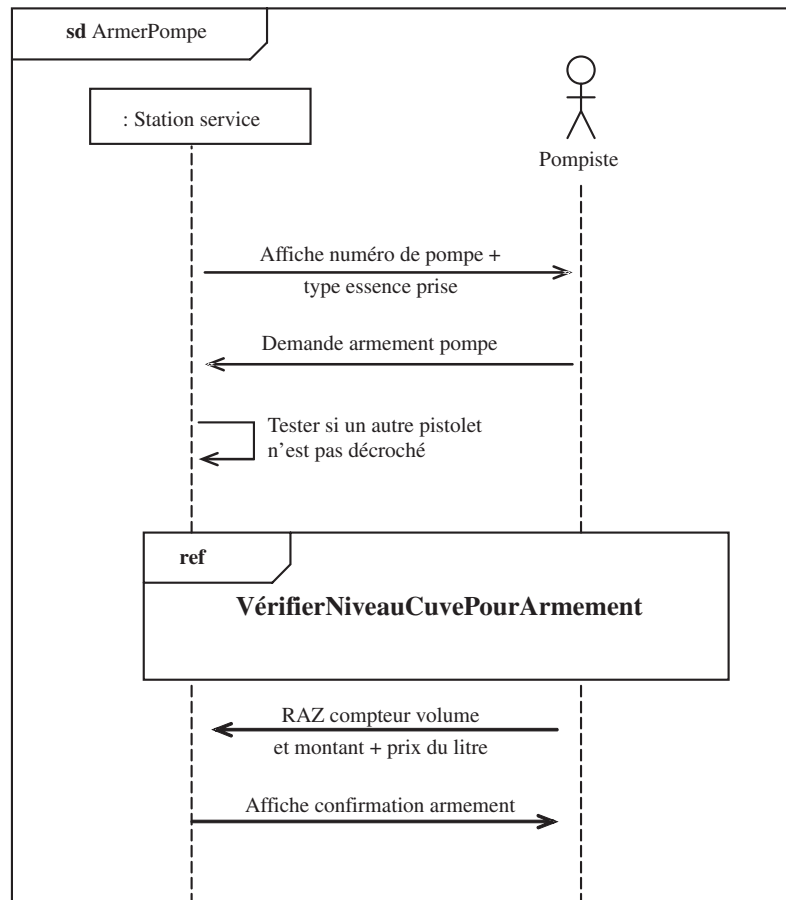 sd ArmerPompe
: Station service
Pompiste
Affiche numéro de pompe +
type essence prise
Demande armement pompe
Tester si un autre pistolet
n'est pas décroché
ref
VérifierNiveauCuvePourArmement
RAZ compteur volume
et montant + prix du litre
Affiche confirmation armement